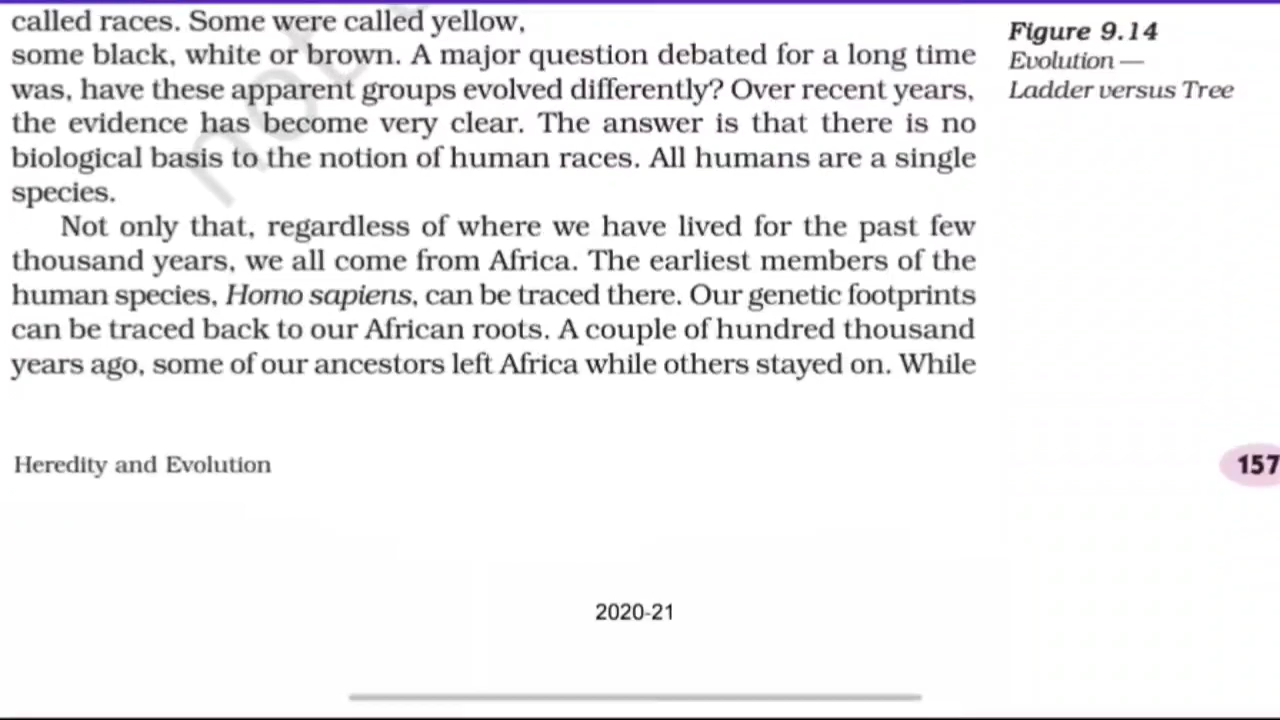 called races. Some were called yellow,
some black, white or brown. A major question debated for a long time
was, have these apparent groups evolved differently? Over recent years,
the evidence has become very clear. The answer is that there is no
biological basis to the notion of human races. All humans are a single
species.
Not only that, regardless of where we have lived for the past few
thousand years, we all come from Africa. The earliest members of the
human species, Homo sapiens, can be traced there. Our genetic footprints
can be traced back to our African roots. A couple of hundred thousand
years ago, some of our ancestors left Africa while others stayed on. While
Figure 9.14
Evolution —
Ladder versus Tree
Heredity and Evolution
157
2020-21
not